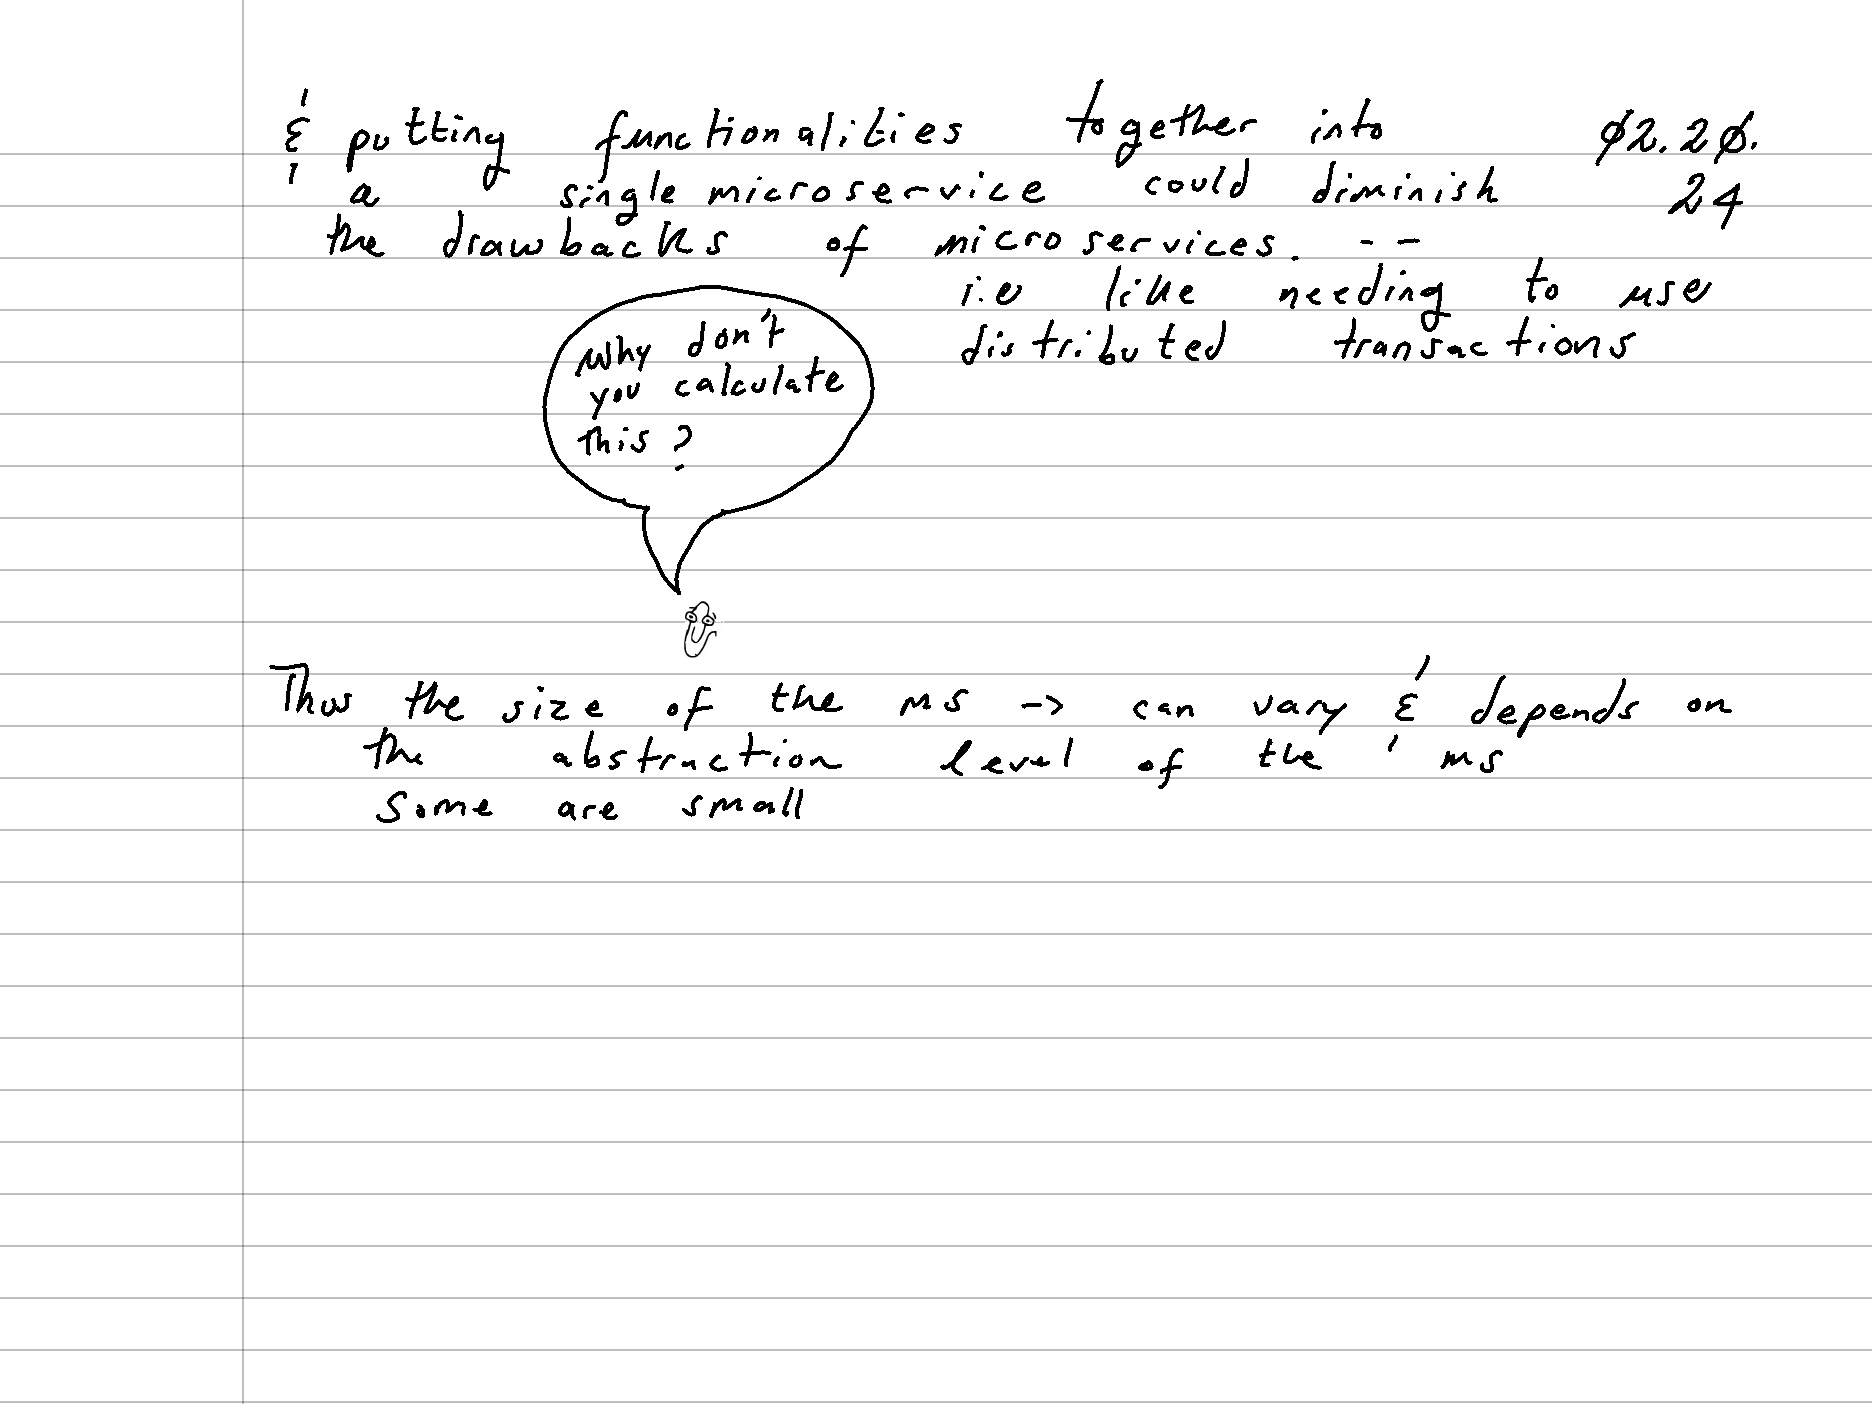 & putting functionalities together into Ø2.2Ø.
a single microservice could diminish 24
the drawbacks of microservices. --
i.e like needing to use
distributed transactions
Why don't
you calculate
this?
Thus the size of the ms -> can vary & depends on
the abstraction level of the ms
Some are small